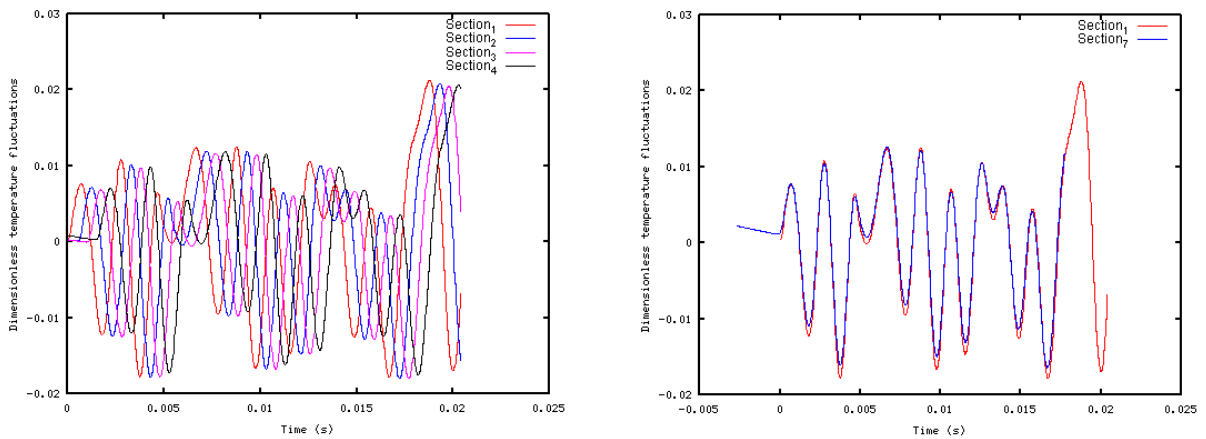 0.03
0.02
0.01
0
-0.01
-0.02
Dimensionless temperature fluctuations
Section1
Section2
Section3
Section4
0 0.005 0.01 0.015 0.02 0.025
Time (s)
0.03
0.02
0.01
0
-0.01
-0.02
Dimensionless temperature fluctuations
Section1
Section7
-0.005 0 0.005 0.01 0.015 0.02 0.025
Time (s)